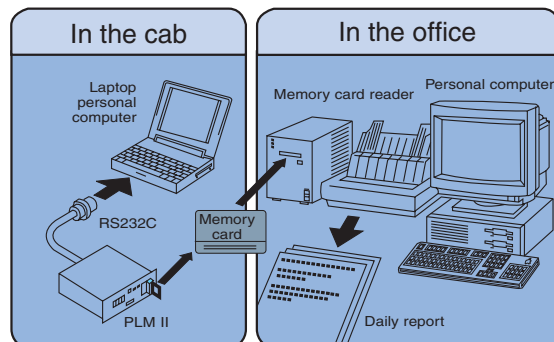 In the cab
Laptop
personal
computer
RS232C
Memory
card
PLM II
In the office
Memory card reader
Personal computer
Daily report